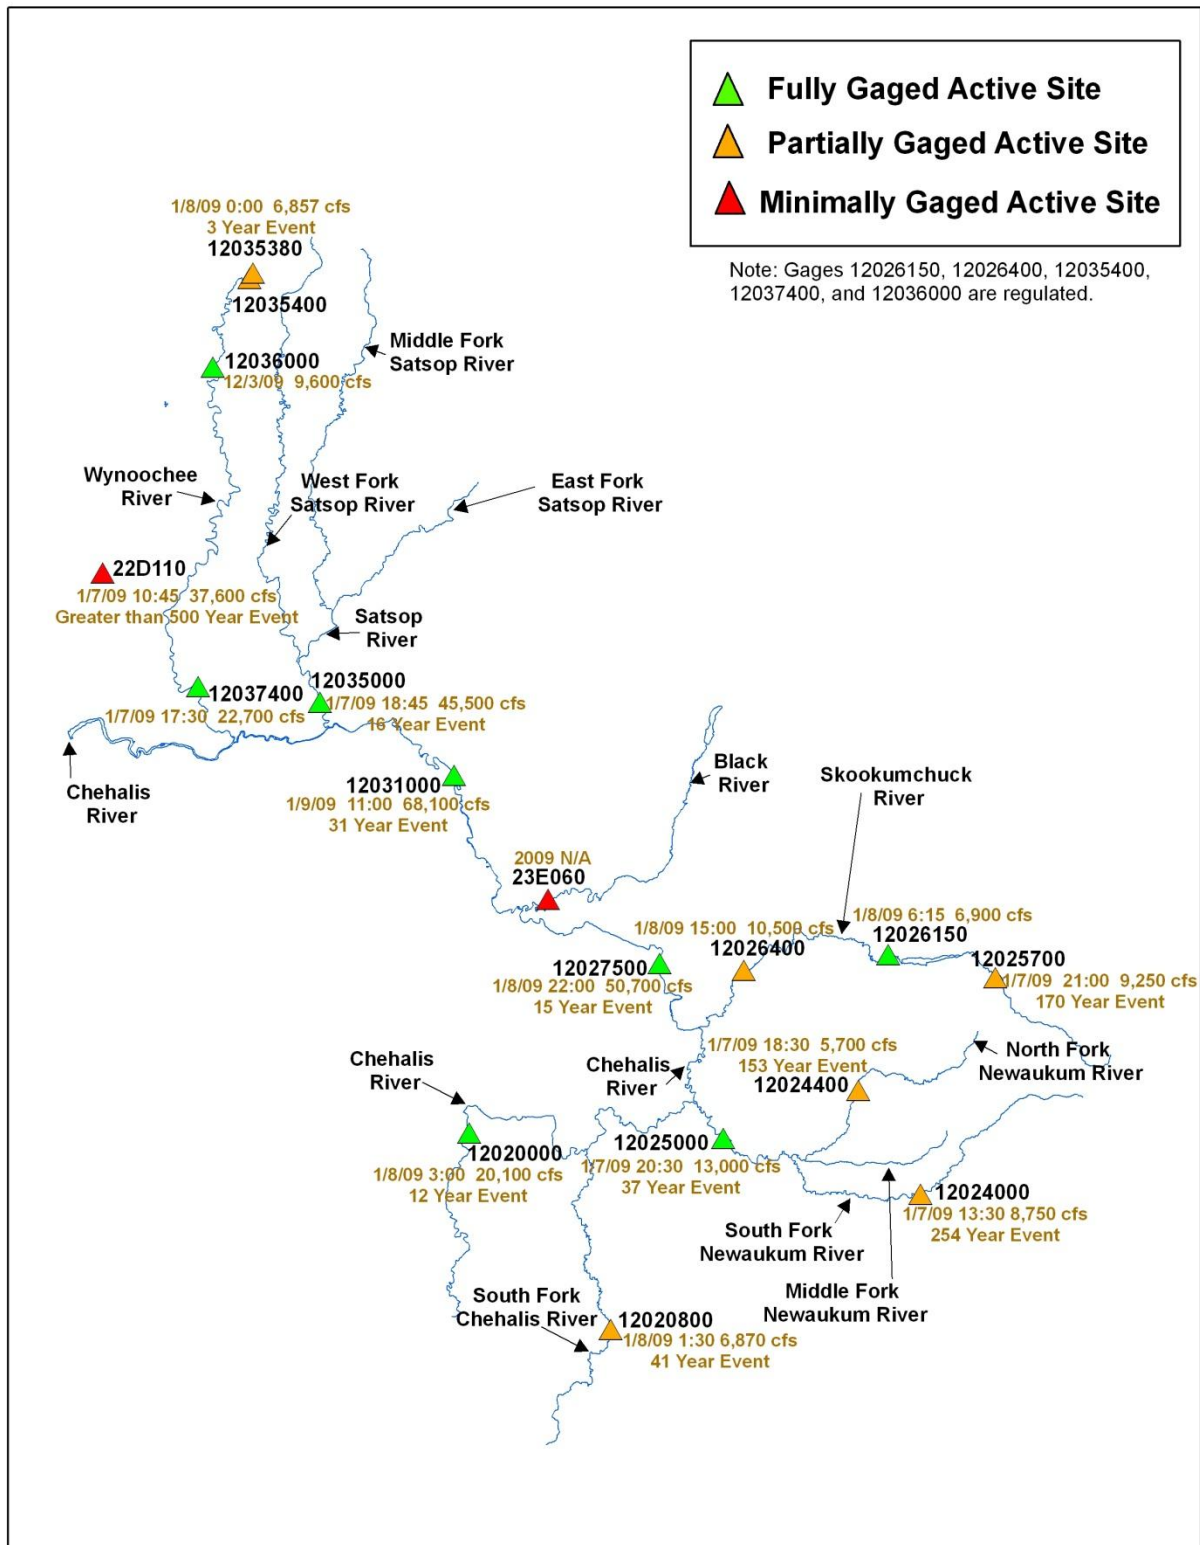 Fully Gaged Active Site
Partially Gaged Active Site
Minimally Gaged Active Site
Note: Gages 12026150, 12026400, 12035400,
12037400, and 12036000 are regulated.
1/8/09 0:00 6,857 cfs
3 Year Event
12035380
12035400
12036000
12/3/09 9,600 cfs
Middle Fork
Satsop River
Wynoochee
River
West Fork
Satsop River
East Fork
Satsop River
22D110
1/7/09 10:45 37,600 cfs
Greater than 500 Year Event
Satsop
River
12037400
1/7/09 17:30 22,700 cfs
12035000
1/7/09 18:45 45,500 cfs
16 Year Event
Chehalis
River
12031000
1/9/09 11:00 68,100 cfs
31 Year Event
Black
River
Skookumchuck
River
2009 N/A
23E060
1/8/09 15:00 10,500 cfs
12026400
1/8/09 6:15 6,900 cfs
12026150
12025700
1/7/09 21:00 9,250 cfs
170 Year Event
12027500
1/8/09 22:00 50,700 cfs
15 Year Event
Chehalis
River
Chehalis
River
1/7/09 18:30 5,700 cfs
153 Year Event
12024400
North Fork
Newaukum River
12020000
1/8/09 3:00 20,100 cfs
12 Year Event
12025000
1/7/09 20:30 13,000 cfs
37 Year Event
12024000
1/7/09 13:30 8,750 cfs
254 Year Event
South Fork
Newaukum River
Middle Fork
Newaukum River
South Fork
Chehalis River
12020800
1/8/09 1:30 6,870 cfs
41 Year Event